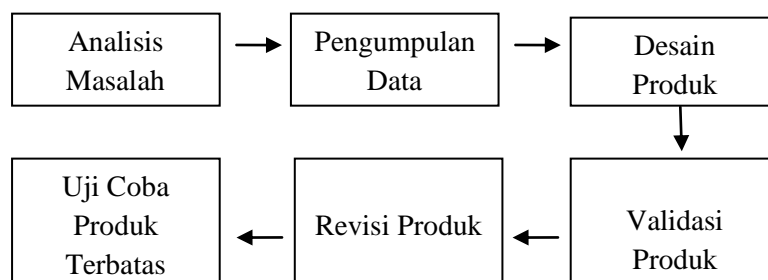 Analisis
Masalah
Pengumpulan
Data
Desain
Produk
Validasi
Produk
Revisi Produk
Uji Coba
Produk
Terbatas